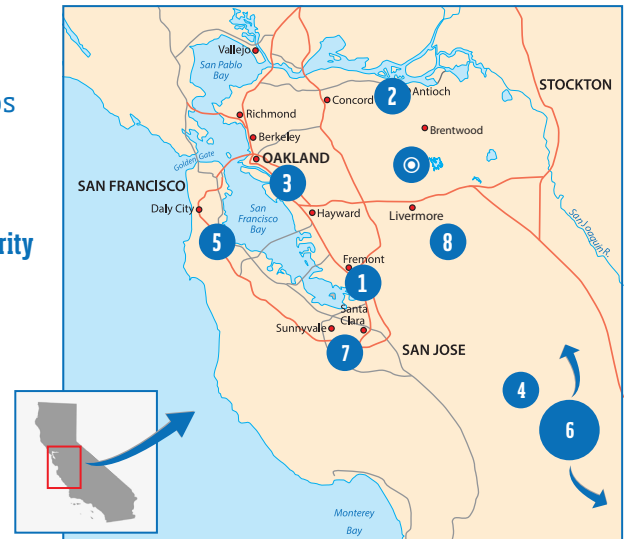 os
rity
Vallejo
San Pablo
Bay
STOCKTON
Concord
2
Antioch
Richmond
Brentwood
Berkeley
Golden Gate
OAKLAND
SAN FRANCISCO
3
Daly City
San
Francisco
Bay
Hayward
Livermore
San Joaquin R.
5
8
Fremont
1
Santa
Clara
Sunnyvale
7
SAN JOSE
4
6
Monterey
Bay